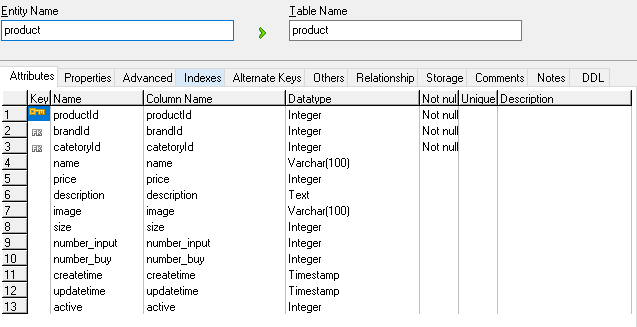 Entity Name Table Name
product product
Attributes Properties Advanced Indexes Alternate Keys Others Relationship Storage Comments Notes DDL
Key Name Column Name Datatype Not nul Unique Description
1 productId productId Integer Not null
2 FK brandId brandId Integer Not null
3 FK catetoryId catetoryId Integer Not null
4 name name Varchar(100)
5 price price Integer
6 description description Text
7 image image Varchar(100)
8 size size Integer
9 number_input number_input Integer
10 number_buy number_buy Integer
11 createtime createtime Timestamp
12 updatetime updatetime Timestamp
13 active active Integer